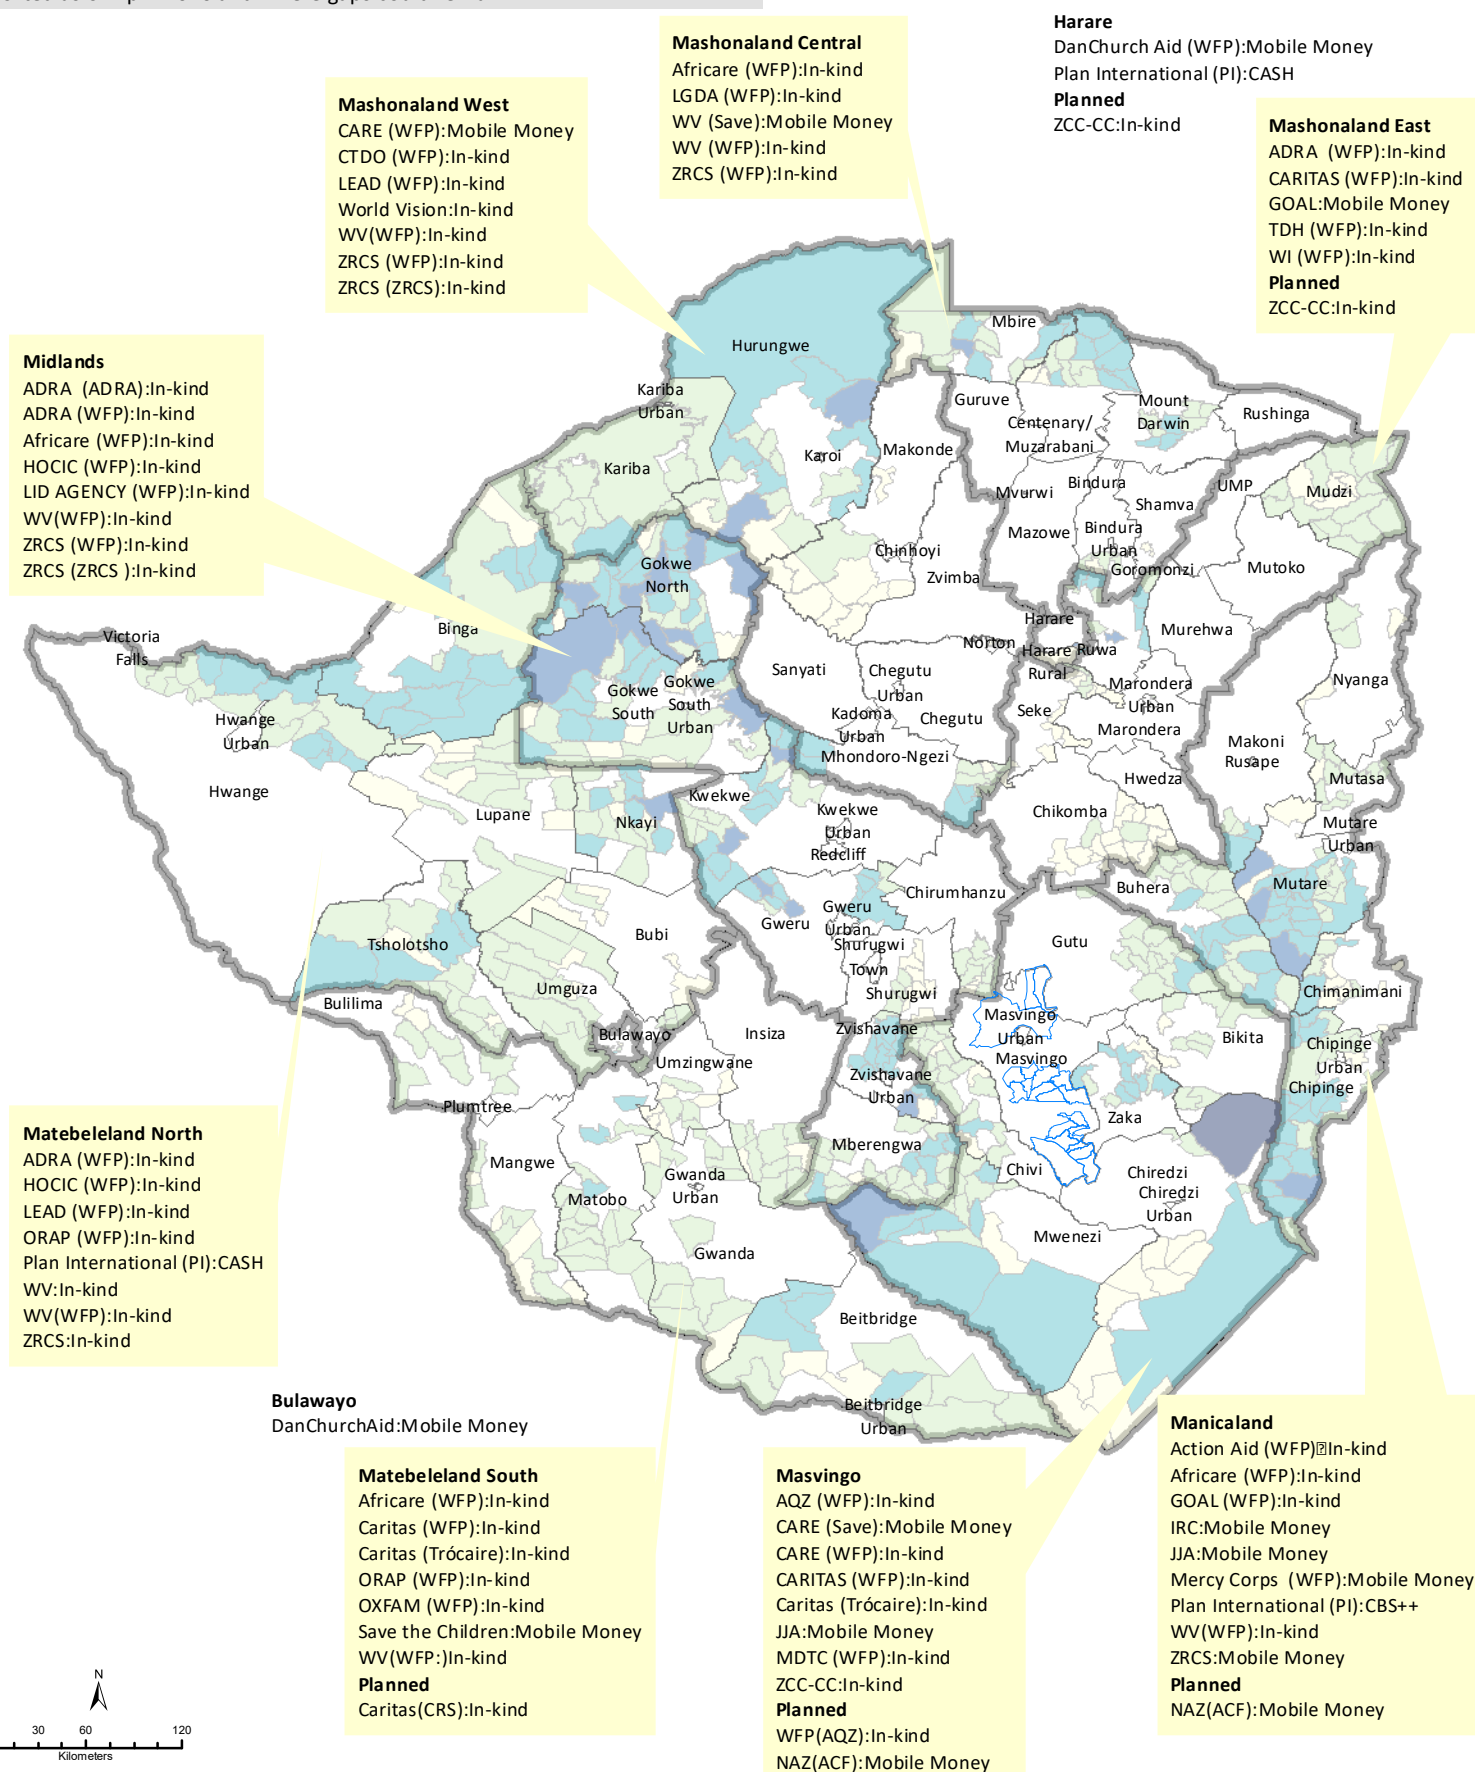 Harare
DanChurch Aid (WFP):Mobile Money
Plan International (PI):CASH
Planned
ZCC-CC:In-kind
Mashonaland Central
Africare (WFP):In-kind
LGDA (WFP):In-kind
WV (Save):Mobile Money
WV (WFP):In-kind
ZRCS (WFP):In-kind
Mashonaland West
CARE (WFP):Mobile Money
CTDO (WFP):In-kind
LEAD (WFP):In-kind
World Vision:In-kind
WV(WFP):In-kind
ZRCS (WFP):In-kind
ZRCS (ZRCS):In-kind
Mashonaland East
ADRA  (WFP):In-kind
CARITAS (WFP):In-kind
GOAL:Mobile Money
TDH (WFP):In-kind
WI (WFP):In-kind
Planned
ZCC-CC:In-kind
Midlands
ADRA  (ADRA):In-kind
ADRA (WFP):In-kind
Africare (WFP):In-kind
HOCIC (WFP):In-kind
LID AGENCY (WFP):In-kind
WV(WFP):In-kind
ZRCS (WFP):In-kind
ZRCS (ZRCS ):In-kind
Mbire
Hurungwe
Kariba
Urban
Guruve
Centenary/
Muzarabani
Mount
Darwin
Rushinga
Karoi
Makonde
Kariba
Mvurwi
Bindura
Shamva
UMP
Mudzi
Mazowe
Bindura
Urban
Chinhoyi
Zvimba
Goromonzi
Mutoko
Gokwe
North
Murehwa
Harare
Norton
Harare
Rural
Ruwa
Binga
Victoria
Falls
Sanyati
Chegutu
Urban
Gokwe
South
Gokwe
South
Urban
Kadoma
Urban
Chegutu
Seke
Marondera
Urban
Marondera
Nyanga
Hwange
Urban
Mhondoro-Ngezi
Makoni
Rusape
Hwedza
Mutasa
Hwange
Kwekwe
Kwekwe
Urban
Redcliff
Chikomba
Mutare
Urban
Lupane
Nkayi
Chirumhanzu
Buhera
Mutare
Gweru
Gweru
Urban
Shurugwi
Town
Shurugwi
Gutu
Tsholotsho
Bubi
Umguza
Chimanimani
Bulilima
Masvingo
Urban
Masvingo
Zvishavane
Bulawayo
Insiza
Umzingwane
Bikita
Chipinge
Urban
Chipinge
Zvishavane
Urban
Plumtree
Zaka
Mberengwa
Mangwe
Chivi
Chiredzi
Chiredzi
Urban
Gwanda
Urban
Matobo
Gwanda
Mwenezi
Beitbridge
Beitbridge
Urban
Matebeleland North
ADRA (WFP):In-kind
HOCIC (WFP):In-kind
LEAD (WFP):In-kind
ORAP (WFP):In-kind
Plan International (PI):CASH
WV:In-kind
WV(WFP):In-kind
ZRCS:In-kind
Bulawayo
DanChurchAid:Mobile Money
Matebeleland South
Africare (WFP):In-kind
Caritas (WFP):In-kind
Caritas (Trócaire):In-kind
ORAP (WFP):In-kind
OXFAM (WFP):In-kind
Save the Children:Mobile Money
WV(WFP:)In-kind
Planned
Caritas(CRS):In-kind
Masvingo
AQZ (WFP):In-kind
CARE (Save):Mobile Money
CARE (WFP):In-kind
CARITAS (WFP):In-kind
Caritas (Trócaire):In-kind
JJA:Mobile Money
MDTC (WFP):In-kind
ZCC-CC:In-kind
Planned
WFP(AQZ):In-kind
NAZ(ACF):Mobile Money
Manicaland
Action Aid (WFP)⍰In-kind
Africare (WFP):In-kind
GOAL (WFP):In-kind
IRC:Mobile Money
JJA:Mobile Money
Mercy Corps  (WFP):Mobile Money
Plan International (PI):CBS++
WV(WFP):In-kind
ZRCS:Mobile Money
Planned
NAZ(ACF):Mobile Money
N
30 60 120
Kilometers